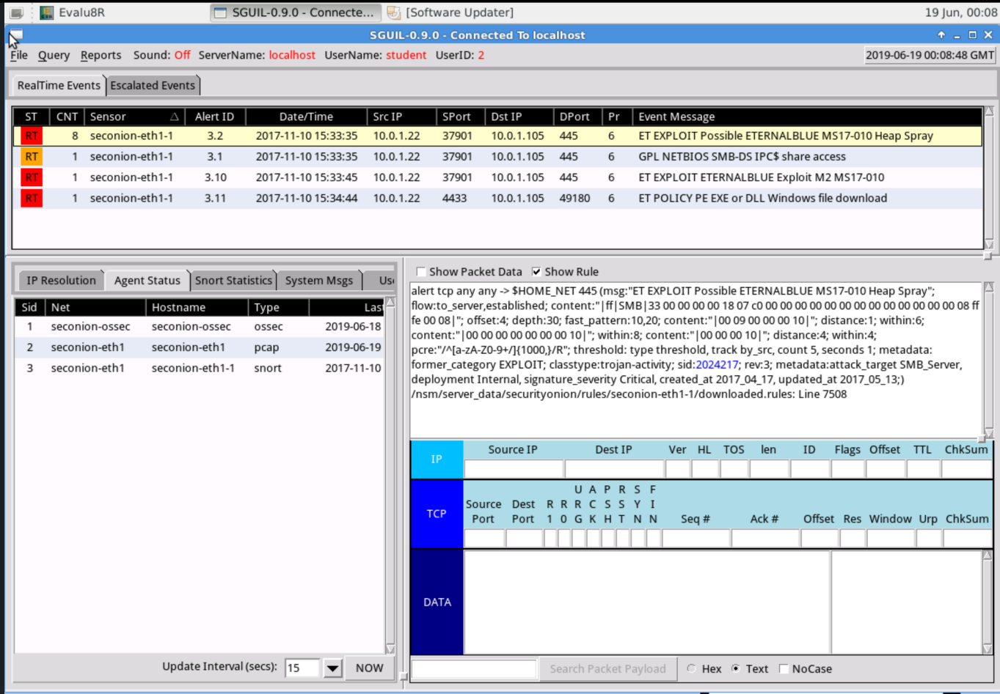 Evalu8R SGUIL-0.9.0 - Connecte... [Software Updater] 19 Jun, 00:08
SGUIL-0.9.0 - Connected To localhost
File Query Reports Sound: Off ServerName: localhost UserName: student UserID: 2 2019-06-19 00:08:48 GMT
RealTime Events Escalated Events
ST CNT Sensor Alert ID Date/Time Src IP SPort Dst IP DPort Pr Event Message
RT 8 seconion-eth1-1 3.2 2017-11-10 15:33:35 10.0.1.22 37901 10.0.1.105 445 6 ET EXPLOIT Possible ETERNALBLUE MS17-010 Heap Spray
RT 1 seconion-eth1-1 3.1 2017-11-10 15:33:35 10.0.1.22 37901 10.0.1.105 445 6 GPL NETBIOS SMB-DS IPC$ share access
RT 1 seconion-eth1-1 3.10 2017-11-10 15:33:45 10.0.1.22 37901 10.0.1.105 445 6 ET EXPLOIT ETERNALBLUE Exploit M2 MS17-010
RT 1 seconion-eth1-1 3.11 2017-11-10 15:34:44 10.0.1.22 4433 10.0.1.105 49180 6 ET POLICY PE EXE or DLL Windows file download
IP Resolution Agent Status Snort Statistics System Msgs Use
Sid Net Hostname Type Last
1 seconion-ossec seconion-ossec ossec 2019-06-18
2 seconion-eth1 seconion-eth1 pcap 2019-06-19
3 seconion-eth1 seconion-eth1-1 snort 2017-11-10
Update Interval (secs): 15 NOW
Show Packet Data Show Rule
alert tcp any any -> $HOME_NET 445 (msg:"ET EXPLOIT Possible ETERNALBLUE MS17-010 Heap Spray";
flow:to_server,established; content:"|ff|SMB|33 00 00 00 00 18 07 c0 00 00 00 00 00 00 00 00 00 00 00 00 00 08 ff
fe 00 08|"; offset:4; depth:30; fast_pattern:10,20; content:"|00 09 00 00 00 10|"; distance:1; within:6;
content:"|00 00 00 00 00 00 00 10|"; within:8; content:"|00 00 00 10|"; distance:4; within:4;
pcre:"/^[a-zA-Z0-9+/]{1000,}/R"; threshold: type threshold, track by_src, count 5, seconds 1; metadata:
former_category EXPLOIT; classtype:trojan-activity; sid:2024217; rev:3; metadata:attack_target SMB_Server,
deployment Internal, signature_severity Critical, created_at 2017_04_17, updated_at 2017_05_13;)
/nsm/server_data/securityonion/rules/seconion-eth1-1/downloaded.rules: Line 7508
IP Source IP Dest IP Ver HL TOS len ID Flags Offset TTL ChkSum
TCP
U A P R S F
Source Dest R R R C S S Y I
Port Port 1 0 G K H T N N Seq # Ack # Offset Res Window Urp ChkSum
DATA
Search Packet Payload Hex Text NoCase